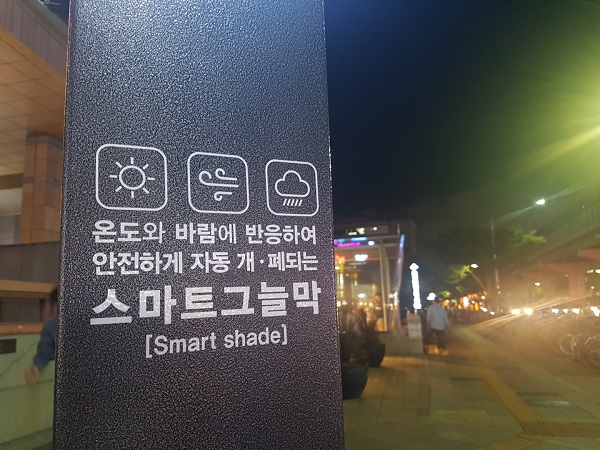 온도와 바람에 반응하여
안전하게 자동 개·폐되는
스마트그늘막
[Smart shade]